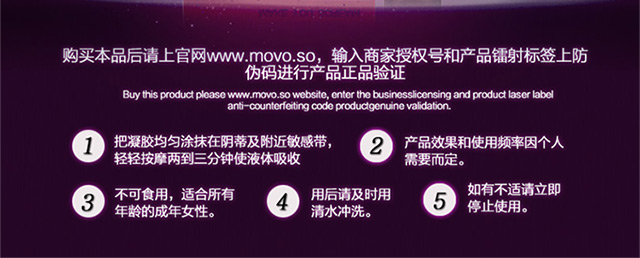 购买本品后请上官网www.movo.so，输入商家授权号和产品镭射标签上防
伪码进行产品正品验证
Buy this product please www.movo.so website, enter the businesslicensing and product laser label
anti-counterfeiting code productgenuine validation.
1 把凝胶均匀涂抹在阴蒂及附近敏感带，
轻轻按摩两到三分钟使液体吸收
2 产品效果和使用频率因个人
需要而定。
3 不可食用，适合所有
年龄的成年女性。
4 用后请及时用
清水冲洗。
5 如有不适请立即
停止使用。